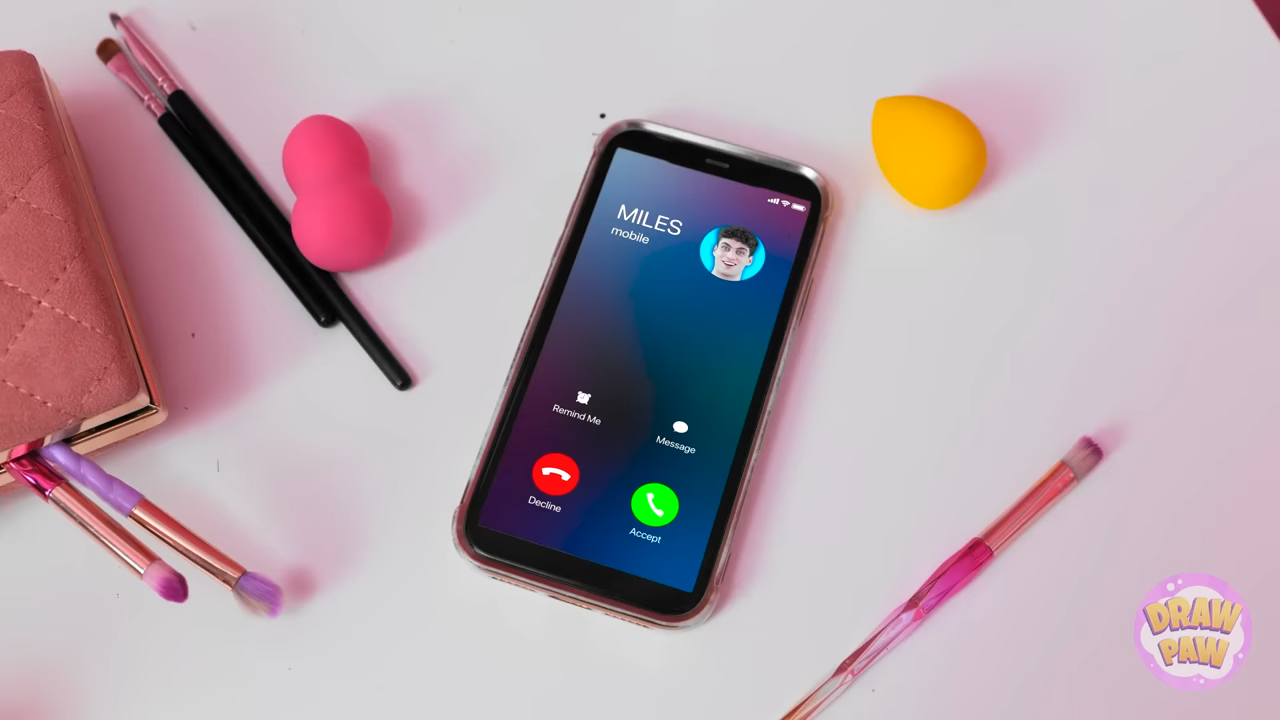 MILES
mobile
Remind Me
Message
Decline
Accept
DRAW
PAW